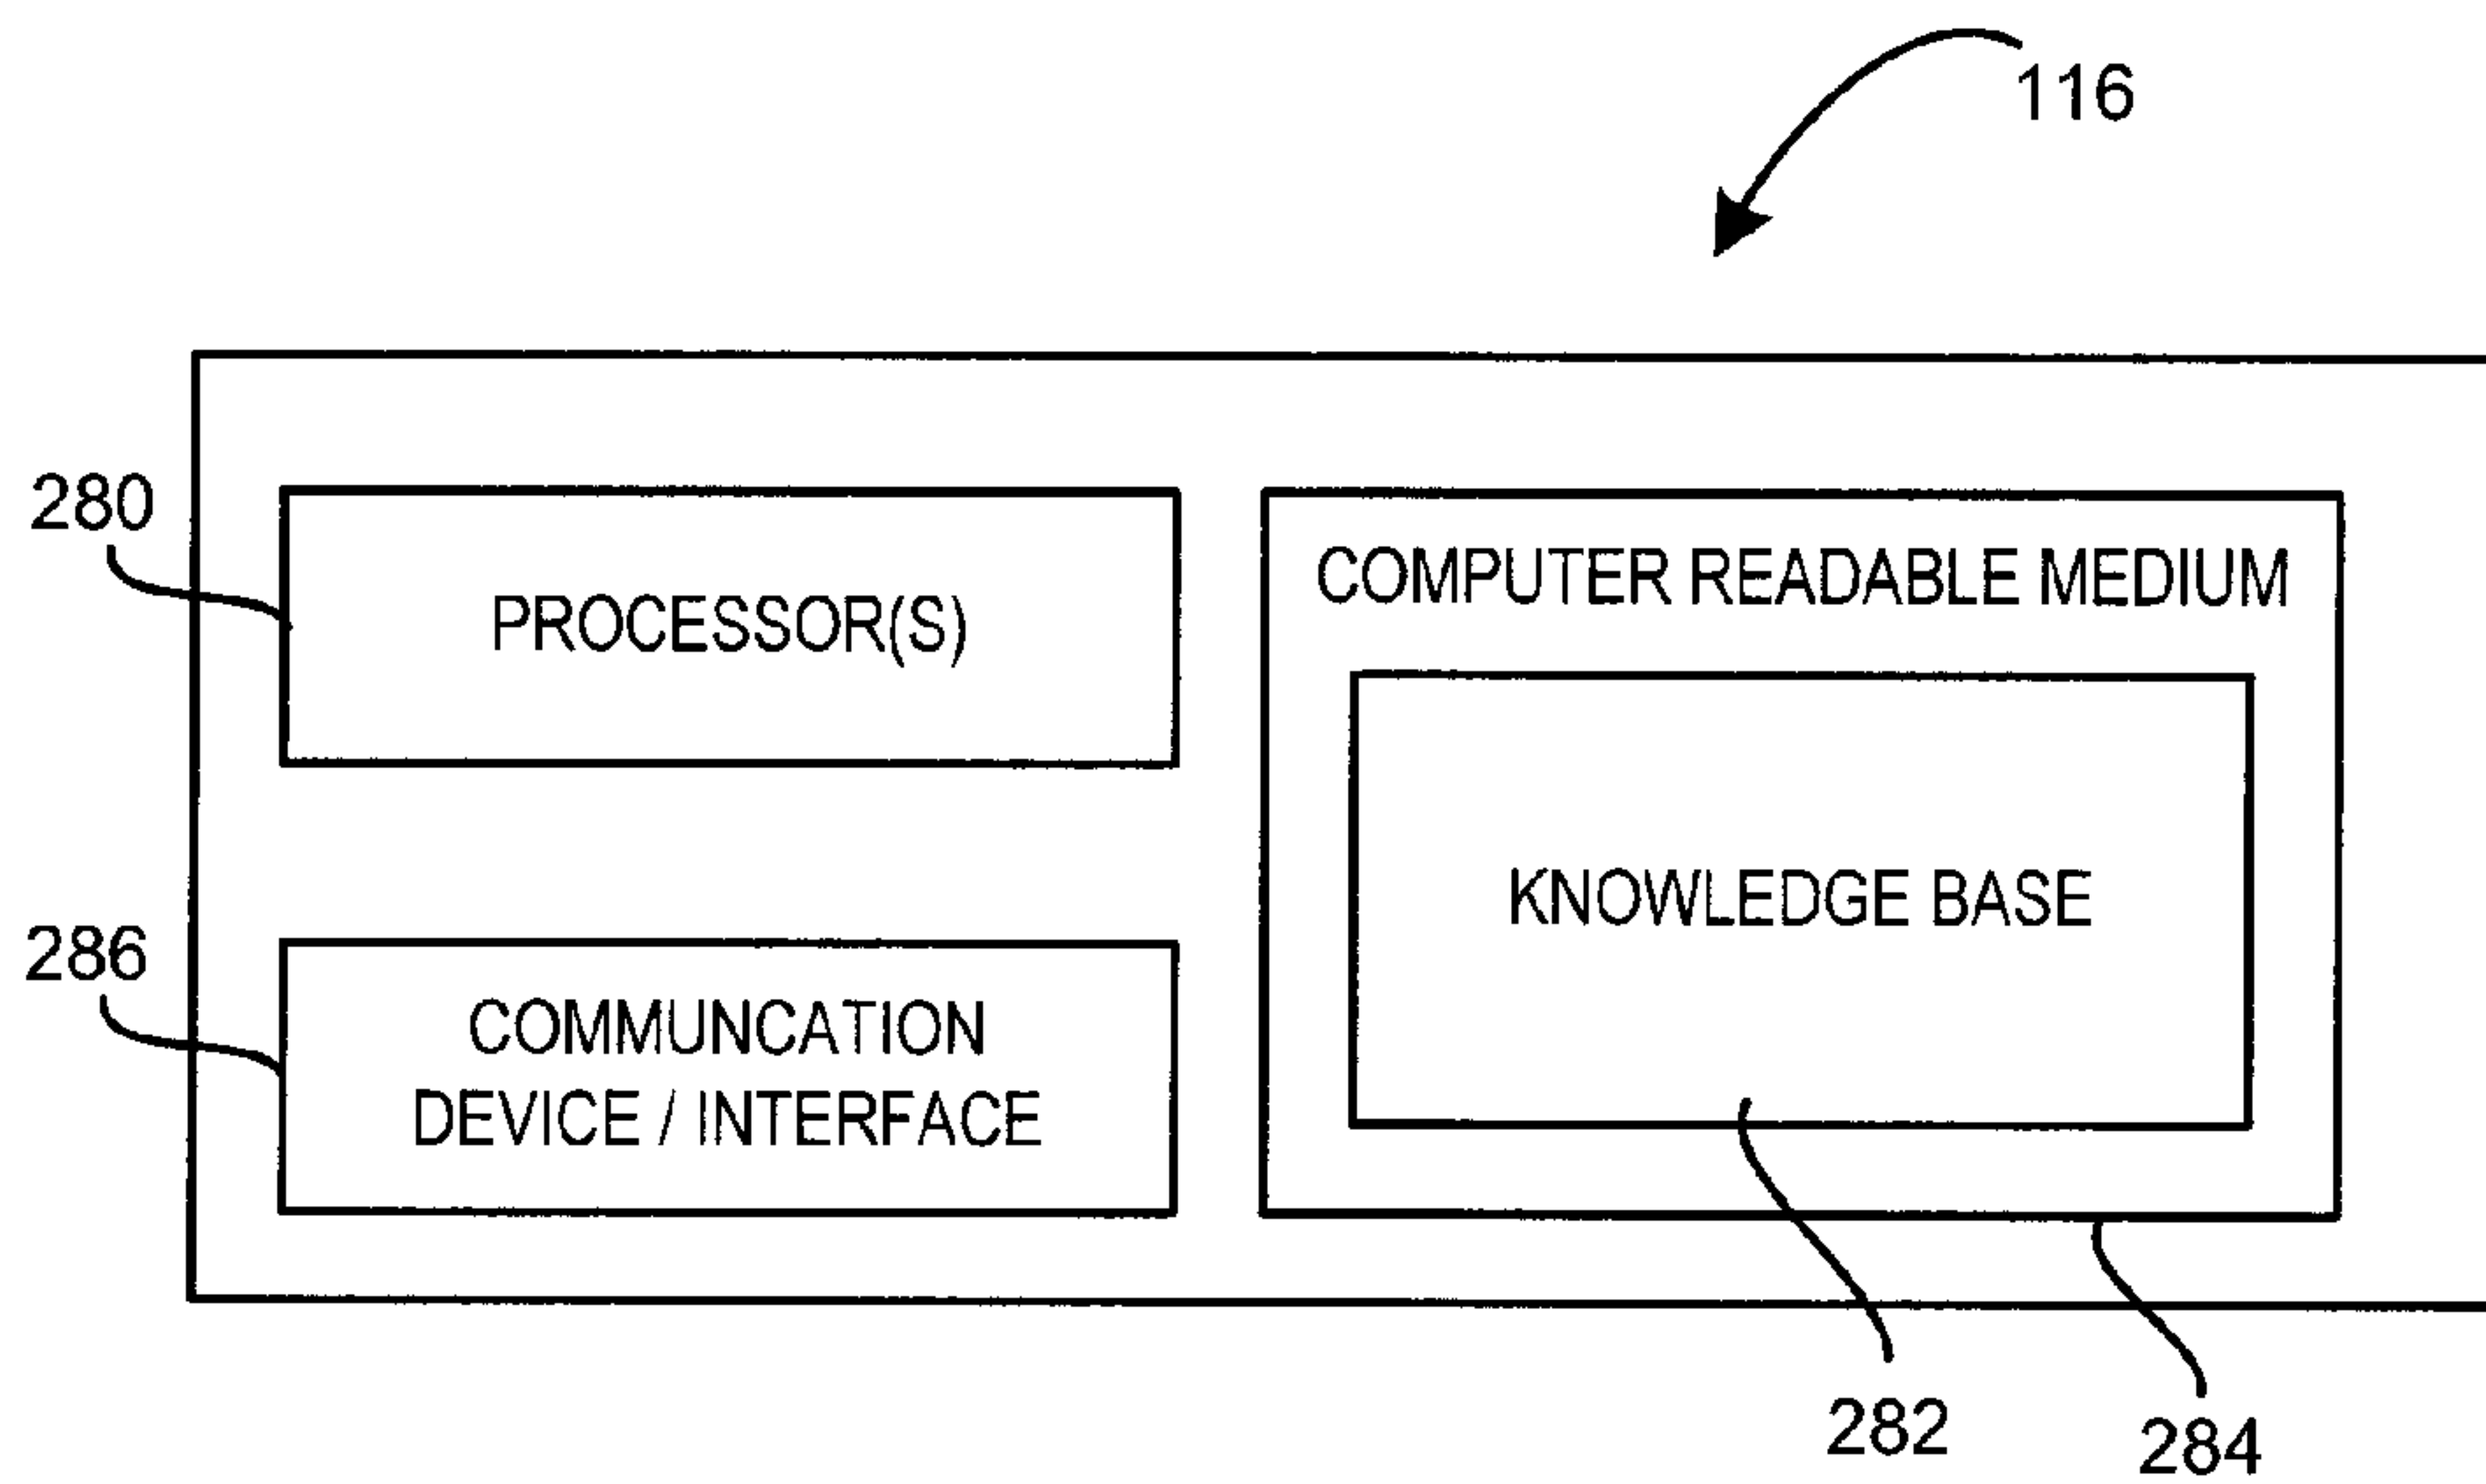 116
280
PROCESSOR(S)
COMPUTER READABLE MEDIUM
KNOWLEDGE BASE
286
COMMUNCATION
DEVICE / INTERFACE
282
284